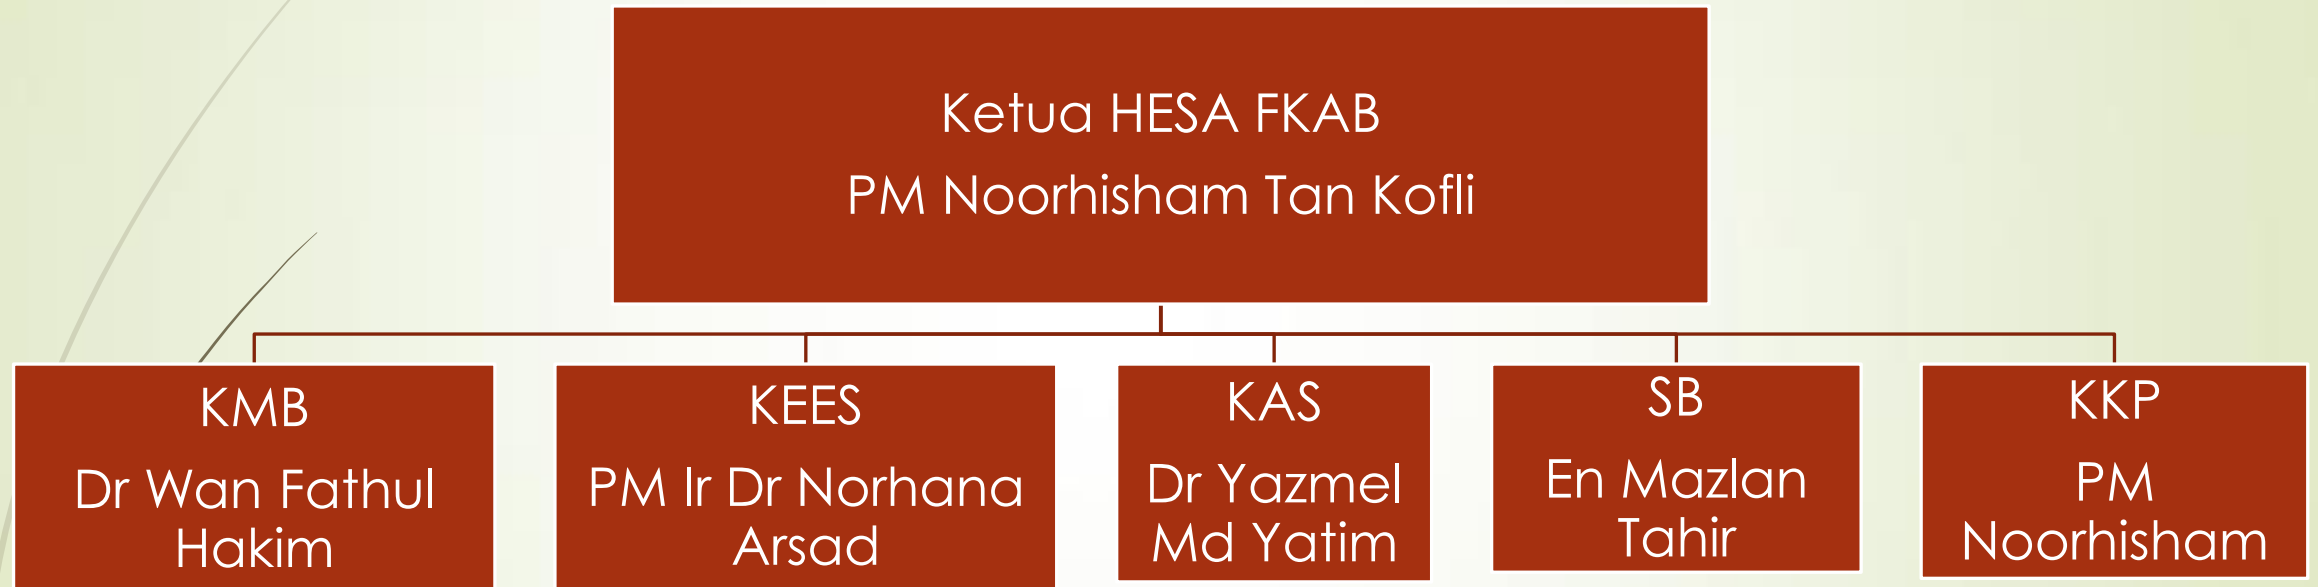 Ketua HESA FKAB
PM Noorhisham Tan Kofli
KMB
Dr Wan Fathul
Hakim
KEES
PM Ir Dr Norhana
Arsad
KAS
Dr Yazmel
Md Yatim
SB
En Mazlan
Tahir
KKP
PM
Noorhisham